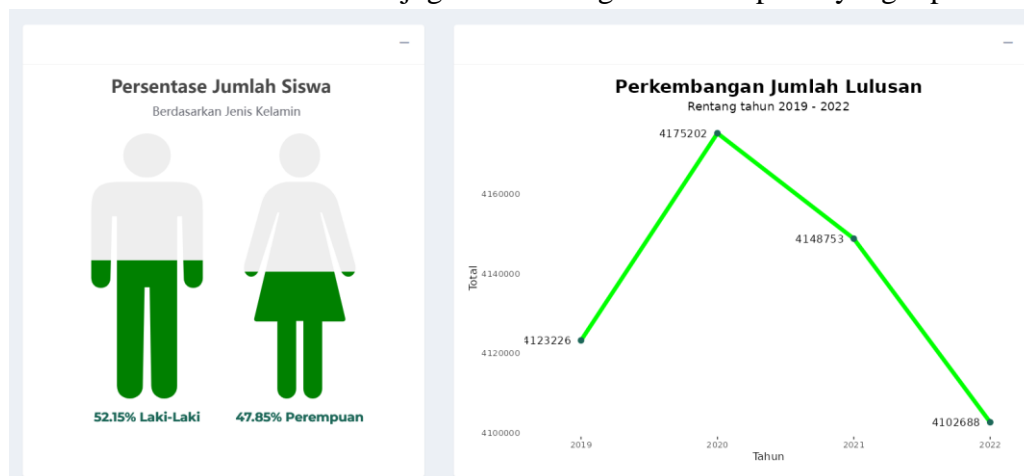 Persentase Jumlah Siswa
Berdasarkan Jenis Kelamin
52.15% Laki-Laki
47.85% Perempuan
Perkembangan Jumlah Lulusan
Rentang tahun 2019 - 2022
4175202
4160000
4148753
4140000
Total
4123226
4120000
4102688
4100000
2019
2020
2021
2022
Tahun